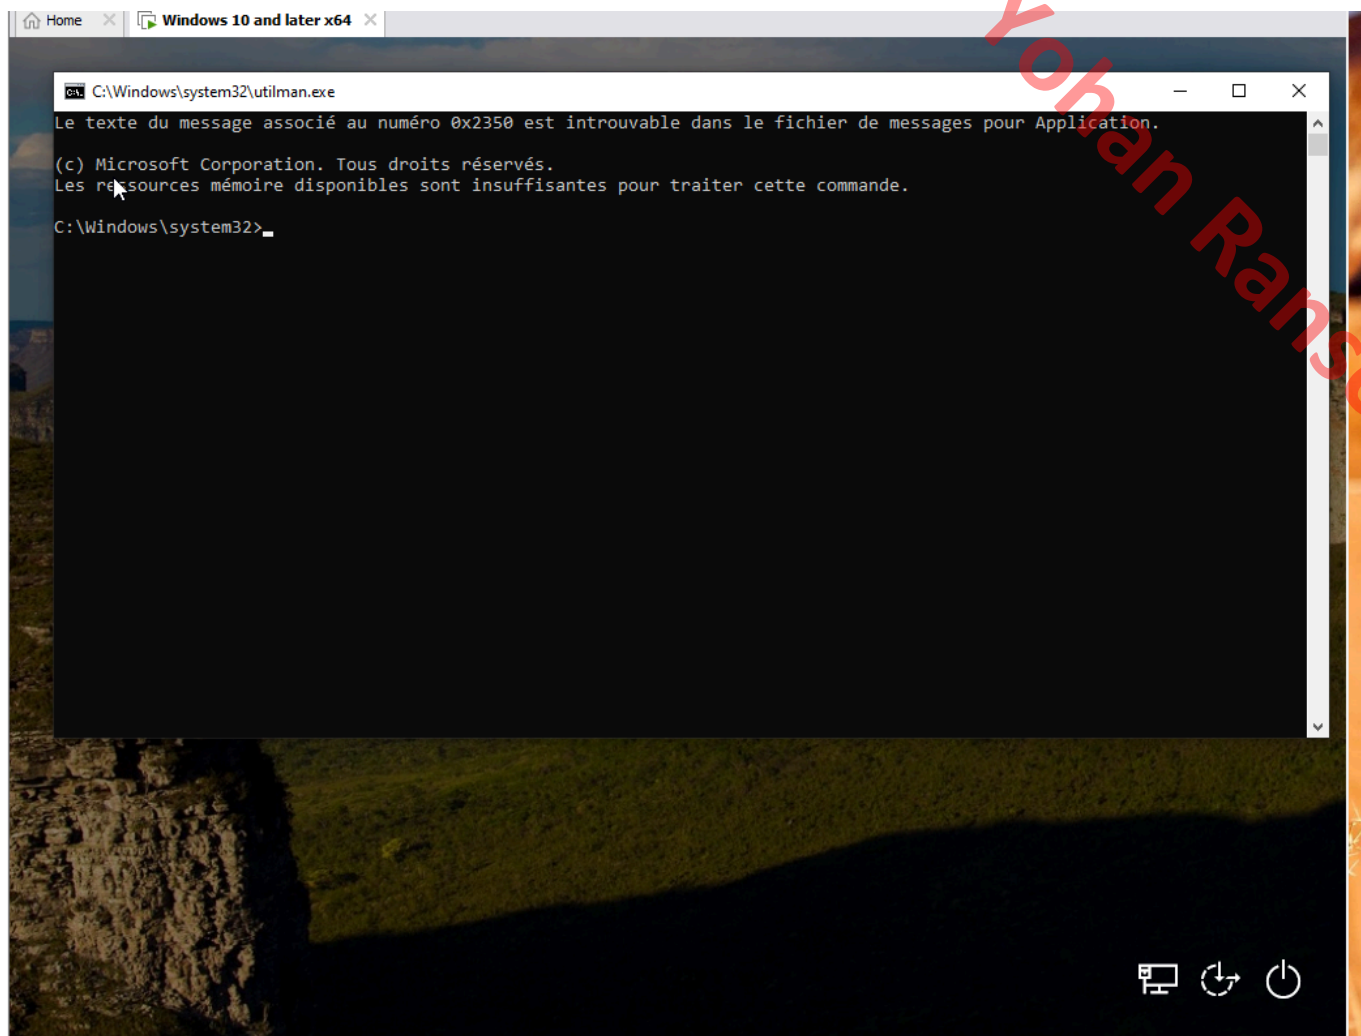 Home
Windows 10 and later x64
C:\Windows\system32\utilman.exe
Le texte du message associé au numéro 0x2350 est introuvable dans le fichier de messages pour Application.
(c) Microsoft Corporation. Tous droits réservés.
Les ressources mémoire disponibles sont insuffisantes pour traiter cette commande.
C:\Windows\system32>
Yohan